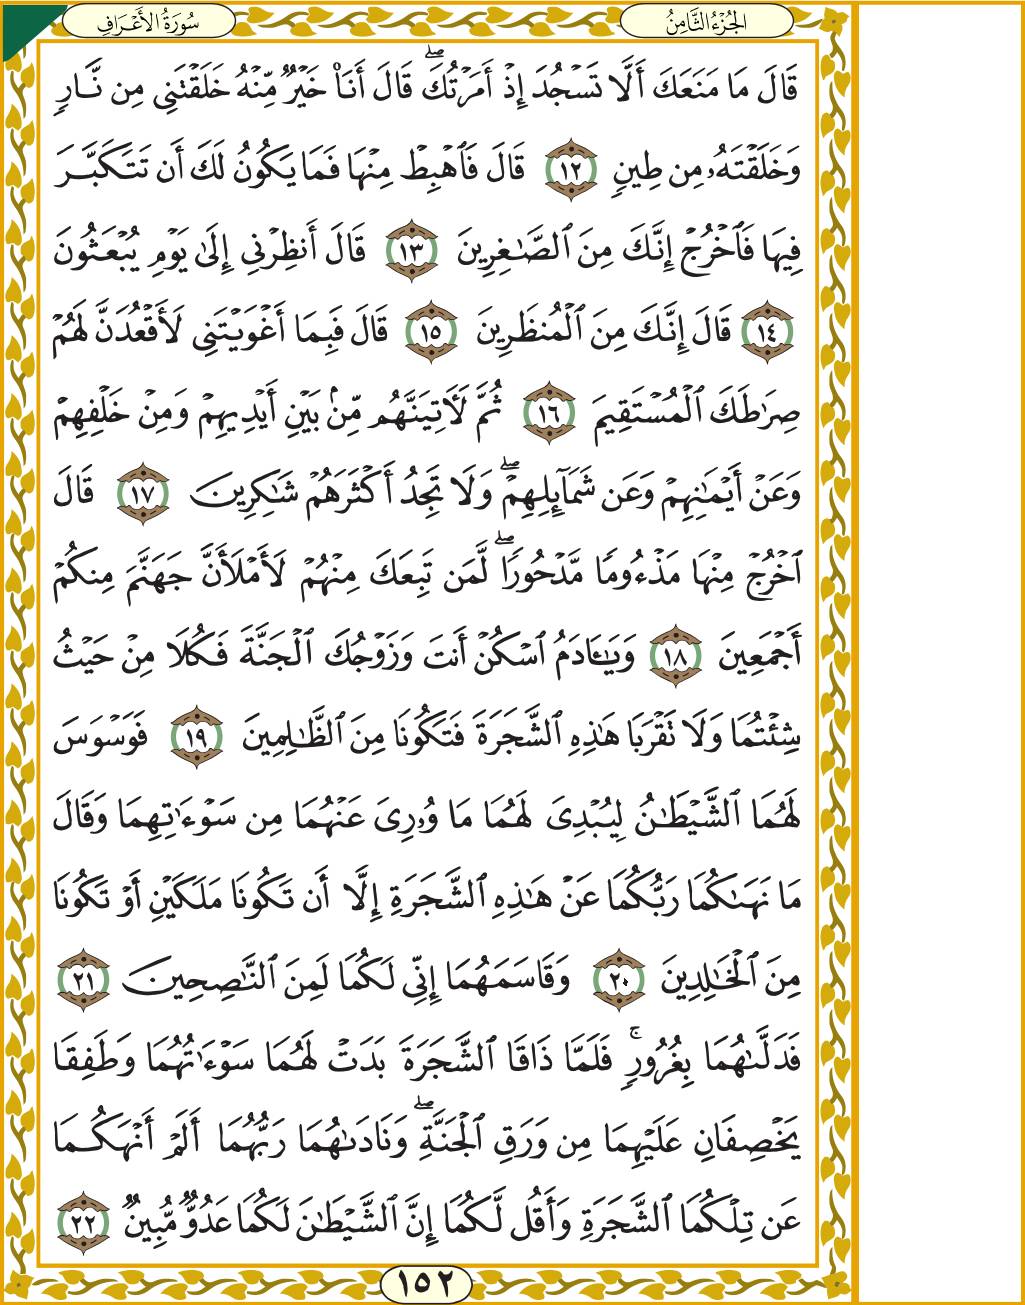 سُورَةُ الأَعْرَافِ
الجُزْءُ الثَّامِنُ
قَالَ مَا مَنَعَكَ أَلَّا تَسْجُدَ إِذْ أَمَرْتُكَۖ قَالَ أَنَا۠ خَيْرٌ مِّنْهُ خَلَقْتَنِي مِن نَّارٍ
وَخَلَقْتَهُۥ مِن طِينٍ ١٢ قَالَ فَٱهْبِطْ مِنْهَا فَمَا يَكُونُ لَكَ أَن تَتَكَبَّرَ
فِيهَا فَٱخْرُجْ إِنَّكَ مِنَ ٱلصَّٰغِرِينَ ١٣ قَالَ أَنظِرْنِي إِلَىٰ يَوْمِ يُبْعَثُونَ
١٤ قَالَ إِنَّكَ مِنَ ٱلْمُنظَرِينَ ١٥ قَالَ فَبِمَا أَغْوَيْتَنِي لَأَقْعُدَنَّ لَهُمْ
صِرَٰطَكَ ٱلْمُسْتَقِيمَ ١٦ ثُمَّ لَأٓتِيَنَّهُم مِّنۢ بَيْنِ أَيْدِيهِمْ وَمِنْ خَلْفِهِمْ
وَعَنْ أَيْمَٰنِهِمْ وَعَن شَمَآئِلِهِمْۖ وَلَا تَجِدُ أَكْثَرَهُمْ شَٰكِرِينَ ١٧ قَالَ
ٱخْرُجْ مِنْهَا مَذْءُومًا مَّدْحُورًاۖ لَّمَن تَبِعَكَ مِنْهُمْ لَأَمْلَأَنَّ جَهَنَّمَ مِنكُمْ
أَجْمَعِينَ ١٨ وَيَٰٓـَٔادَمُ ٱسْكُنْ أَنتَ وَزَوْجُكَ ٱلْجَنَّةَ فَكُلَا مِنْ حَيْثُ
شِئْتُمَا وَلَا تَقْرَبَا هَٰذِهِ ٱلشَّجَرَةَ فَتَكُونَا مِنَ ٱلظَّٰلِمِينَ ١٩ فَوَسْوَسَ
لَهُمَا ٱلشَّيْطَٰنُ لِيُبْدِيَ لَهُمَا مَا وُۥرِيَ عَنْهُمَا مِن سَوْءَٰتِهِمَا وَقَالَ
مَا نَهَىٰكُمَا رَبُّكُمَا عَنْ هَٰذِهِ ٱلشَّجَرَةِ إِلَّا أَن تَكُونَا مَلَكَيْنِ أَوْ تَكُونَا
مِنَ ٱلْخَٰلِدِينَ ٢٠ وَقَاسَمَهُمَا إِنِّي لَكُمَا لَمِنَ ٱلنَّٰصِحِينَ ٢١
فَدَلَّىٰهُمَا بِغُرُورٍۚ فَلَمَّا ذَاقَا ٱلشَّجَرَةَ بَدَتْ لَهُمَا سَوْءَٰتُهُمَا وَطَفِقَا
يَخْصِفَانِ عَلَيْهِمَا مِن وَرَقِ ٱلْجَنَّةِۖ وَنَادَىٰهُمَا رَبُّهُمَا أَلَمْ أَنْهَكُمَا
عَن تِلْكُمَا ٱلشَّجَرَةِ وَأَقُل لَّكُمَا إِنَّ ٱلشَّيْطَٰنَ لَكُمَا عَدُوٌّ مُّبِينٌ ٢٢
١٥٢